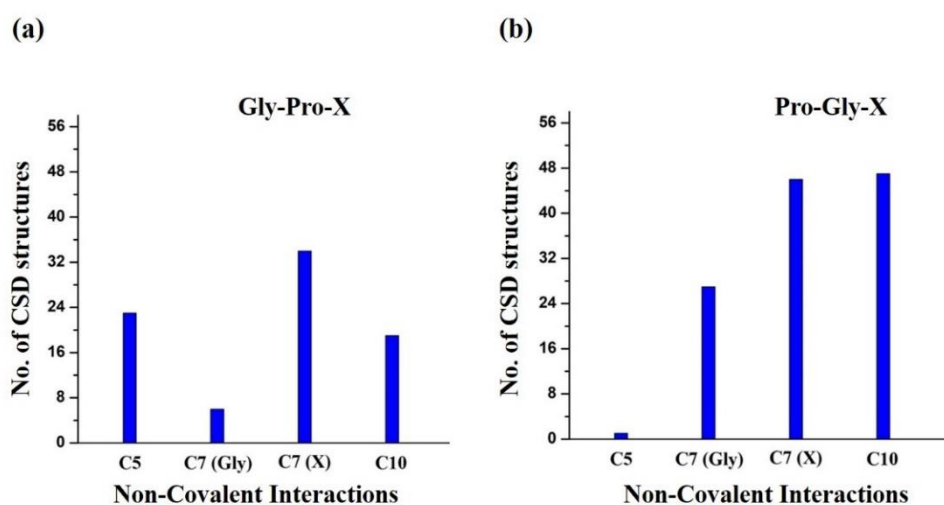 (a)
Gly-Pro-X
No. of CSD structures
56
48
40
32
24
16
8
0
C5 C7 (Gly) C7 (X) C10
Non-Covalent Interactions
(b)
Pro-Gly-X
No. of CSD structures
56
48
40
32
24
16
8
0
C5 C7 (Gly) C7 (X) C10
Non-Covalent Interactions